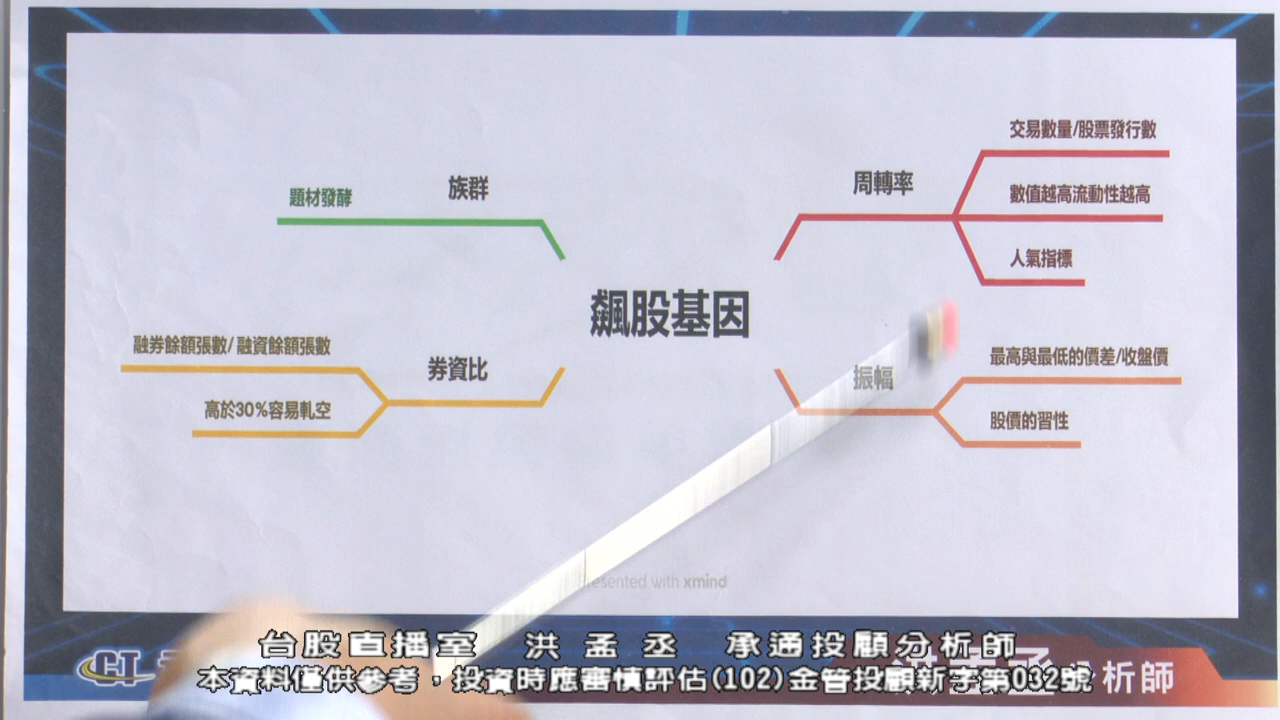 交易數量/股票發行數
族群
周轉率
題材發酵
數值越高流動性越高
人氣指標
飆股基因
融券餘額張數/融資餘額張數
最高與最低的價差/收盤價
券資比
振幅
高於30%容易軋空
股價的習性
resented with xmind
台股直播室 洪孟丞 承通投顧分析師
CT
本資料僅供參考,投資時應審慎評估(102)金管投顧新字第032號
析師